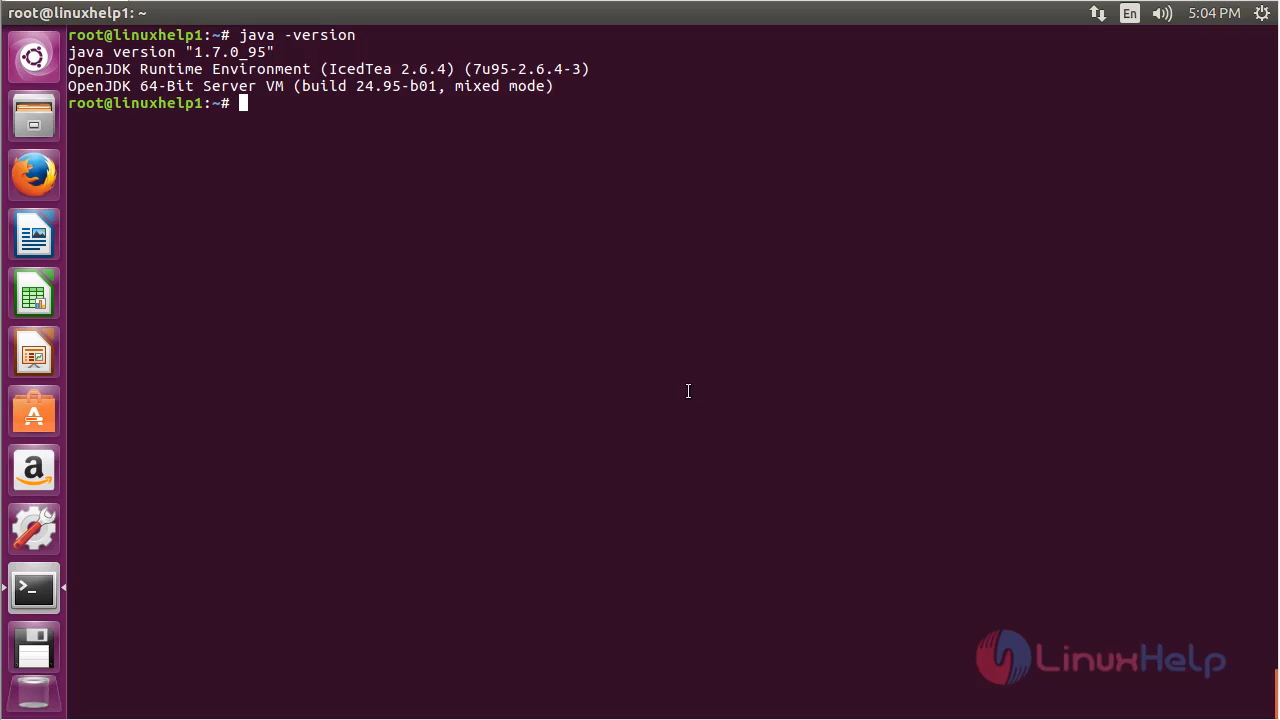 root@linuxhelp1: ~
En
5:04 PM
root@linuxhelp1:~# java -version
java version "1.7.0_95"
OpenJDK Runtime Environment (IcedTea 2.6.4) (7u95-2.6.4-3)
OpenJDK 64-Bit Server VM (build 24.95-b01, mixed mode)
root@linuxhelp1:~#
LinuxHelp